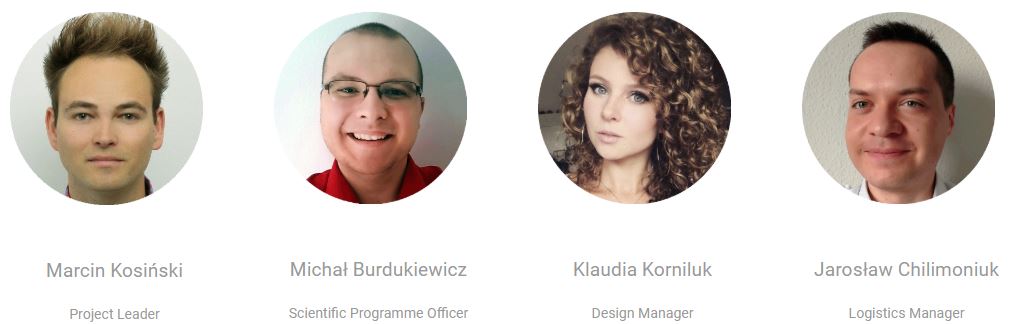 Marcin Kosiński
Michał Burdukiewicz
Klaudia Korniluk
Jarosław Chilimoniuk
Project Leader
Scientific Programme Officer
Design Manager
Logistics Manager